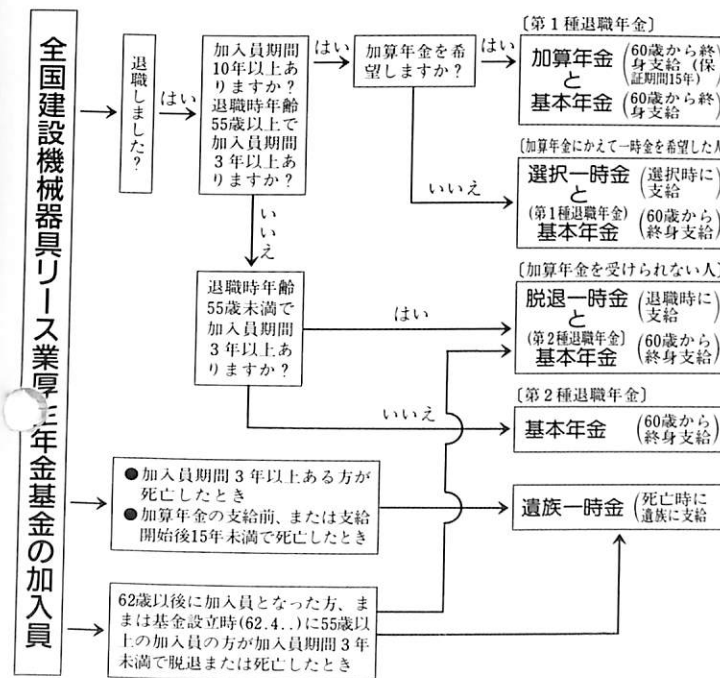 全国建設機械器具リース業厚生年金基金の加入員
退職しました？
はい
加入員期間
10年以上あ
りますか？
退職時年齢
55歳以上で
加入員期間
3年以上あ
りますか？
はい
加算年金を希
望しますか？
はい
〔第1種退職年金〕
加算年金
(60歳から終
身支給 (保
証期間15年)
と
基本年金
(60歳から終
身支給
いいえ
〔加算年金にかえて一時金を希望した人
選択一時金
(選択時に
支給)
と
(第1種退職年金)
基本年金
(60歳から
終身支給)
いいえ
退職時年齢
55歳未満で
加入員期間
3年以上あ
りますか？
はい
〔加算年金を受けられない人〕
脱退一時金
(退職時に
支給)
と
(第2種退職年金]
基本年金
(60歳から
終身支給)
いいえ
〔第2種退職年金〕
基本年金
(60歳から
終身支給)
●加入員期間3年以上ある方が
死亡したとき
●加算年金の支給前、または支給
開始後15年未満で死亡したとき
遺族一時金
(死亡時に
遺族に支給
62歳以後に加入員となった方、ま
まは基金設立時(62.4..)に55歳以
上の加入員の方が加入員期間3年
未満で脱退または死亡したとき